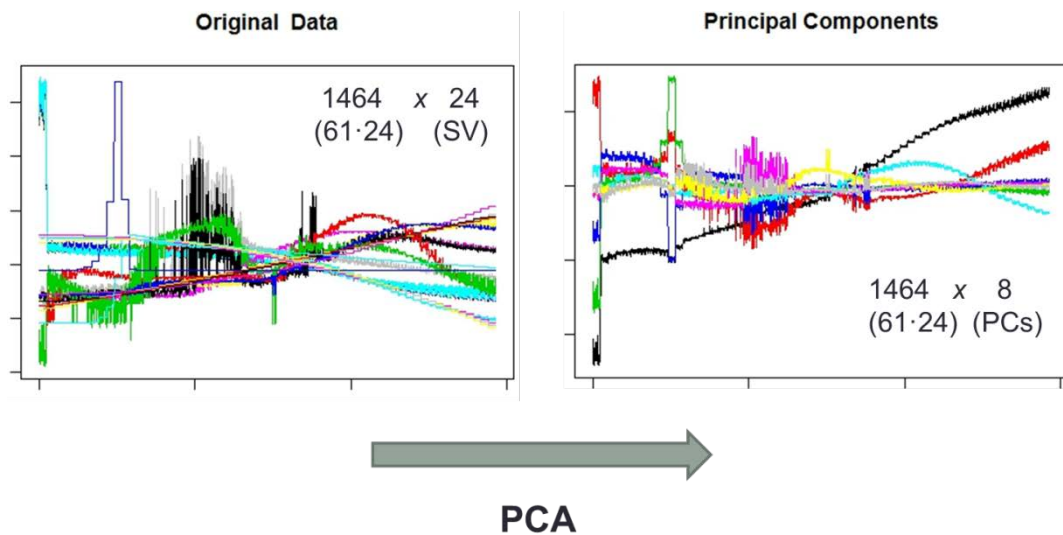 Original Data
1464 x 24
(61·24) (SV)
Principal Components
1464 x 8
(61·24) (PCs)
PCA